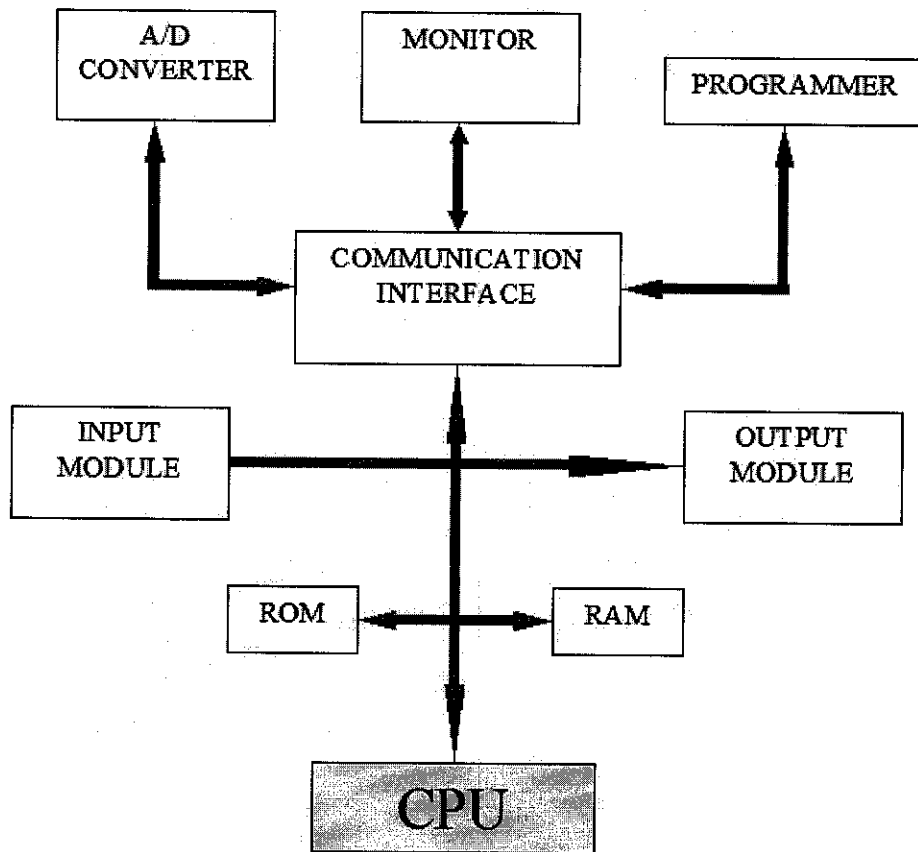 A/D
CONVERTER
MONITOR
PROGRAMMER
COMMUNICATION
INTERFACE
INPUT
MODULE
OUTPUT
MODULE
ROM
RAM
CPU